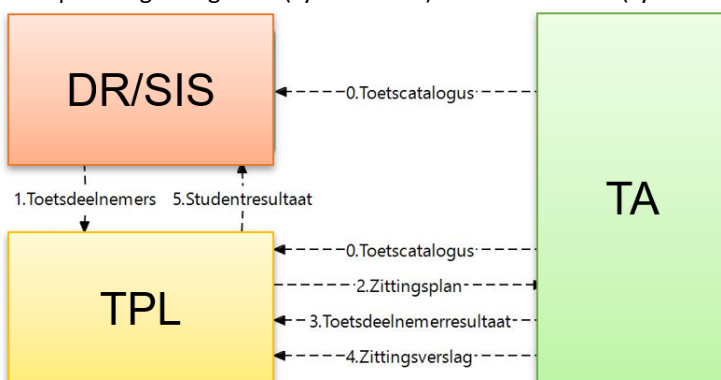 DR/SIS
0.Toetscatalogus
TA
1.Toetsdeelnemers 5.Studentresultaat
TPL
0.Toetscatalogus
2.Zittingsplan
3.Toetsdeelnemerresultaat
4.Zittingsverslag